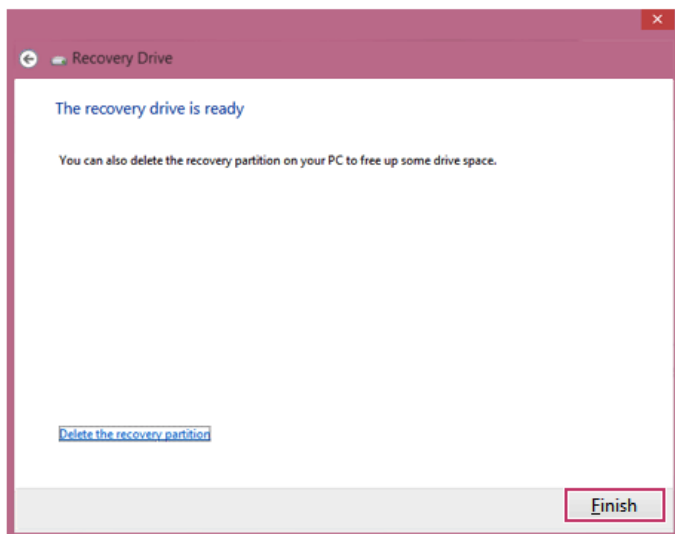 Recovery Drive
The recovery drive is ready
You can also delete the recovery partition on your PC to free up some drive space.
Delete the recovery partition
Finish